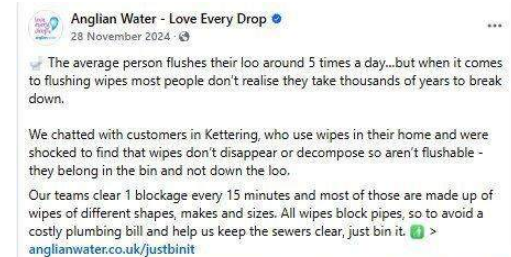 Anglian Water - Love Every Drop
28 November 2024 ·
The average person flushes their loo around 5 times a day...but when it comes
to flushing wipes most people don't realise they take thousands of years to break
down.
We chatted with customers in Kettering, who use wipes in their home and were
shocked to find that wipes don't disappear or decompose so aren't flushable -
they belong in the bin and not down the loo.
Our teams clear 1 blockage every 15 minutes and most of those are made up of
wipes of different shapes, makes and sizes. All wipes block pipes, so to avoid a
costly plumbing bill and help us keep the sewers clear, just bin it. 🚮 >
anglianwater.co.uk/justbinit